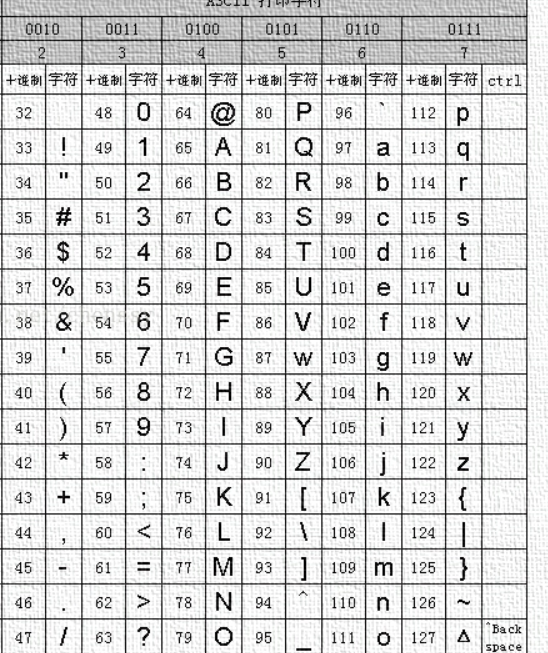 ASCII 打印字符
0010 0011 0100 0101 0110 0111
2 3 4 5 6 7
十进制 字符 十进制 字符 十进制 字符 十进制 字符 十进制 字符 十进制 字符 ctrl
32 48 0 64 @ 80 P 96 ` 112 p
33 ! 49 1 65 A 81 Q 97 a 113 q
34 " 50 2 66 B 82 R 98 b 114 r
35 # 51 3 67 C 83 S 99 c 115 s
36 $ 52 4 68 D 84 T 100 d 116 t
37 % 53 5 69 E 85 U 101 e 117 u
38 & 54 6 70 F 86 V 102 f 118 v
39 ' 55 7 71 G 87 w 103 g 119 w
40 ( 56 8 72 H 88 X 104 h 120 x
41 ) 57 9 73 I 89 Y 105 i 121 y
42 * 58 : 74 J 90 Z 106 j 122 z
43 + 59 ; 75 K 91 [ 107 k 123 {
44 , 60 < 76 L 92 \ 108 l 124 |
45 - 61 = 77 M 93 ] 109 m 125 }
46 . 62 > 78 N 94 ^ 110 n 126 ~
47 / 63 ? 79 O 95 _ 111 o 127 Δ ^Back
space